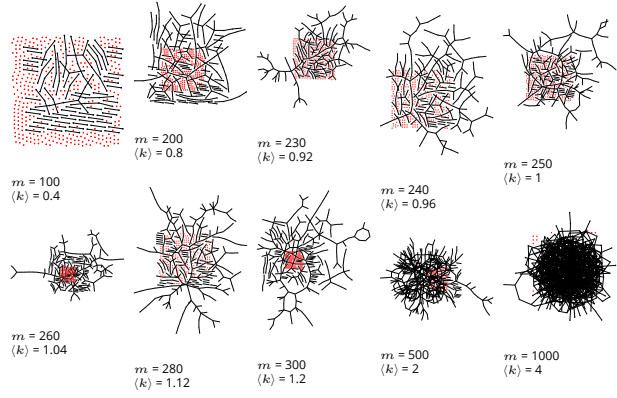 m = 100
⟨k⟩ = 0.4
m = 200
⟨k⟩ = 0.8
m = 230
⟨k⟩ = 0.92
m = 240
⟨k⟩ = 0.96
m = 250
⟨k⟩ = 1
m = 260
⟨k⟩ = 1.04
m = 280
⟨k⟩ = 1.12
m = 300
⟨k⟩ = 1.2
m = 500
⟨k⟩ = 2
m = 1000
⟨k⟩ = 4